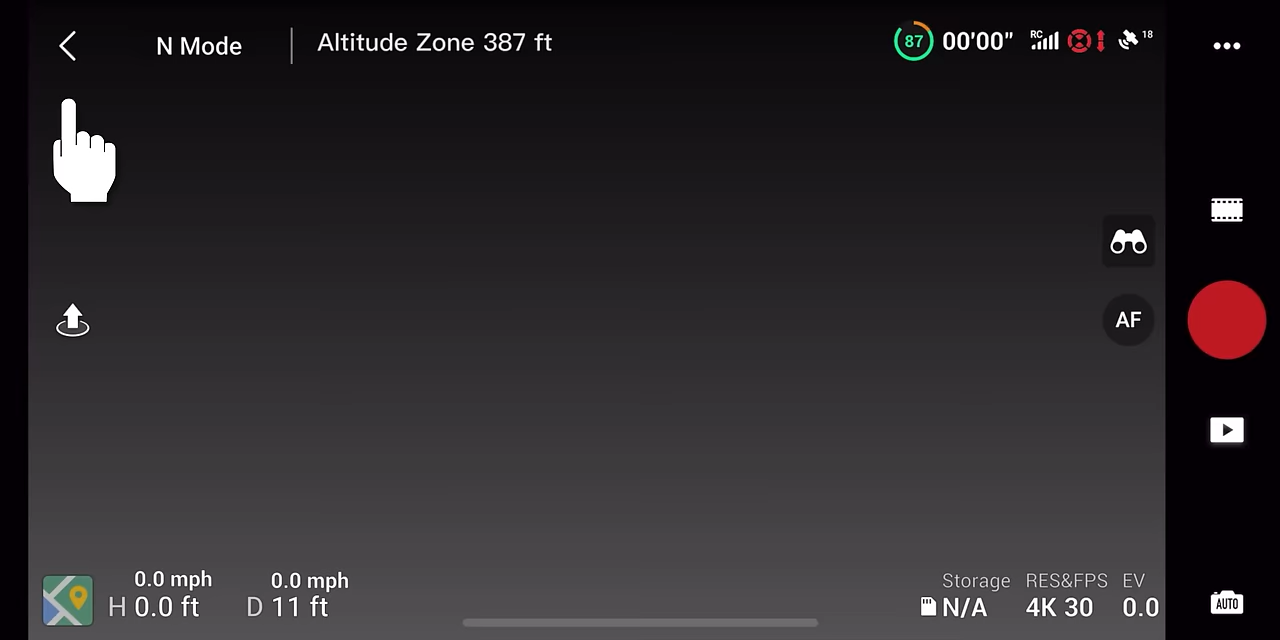 N Mode
Altitude Zone 387 ft
87
00'00"
RC
18
AF
0.0 mph
0.0 mph
H 0.0 ft
D 11 ft
Storage
RES&FPS
EV
N/A
4K 30
0.0
AUTO